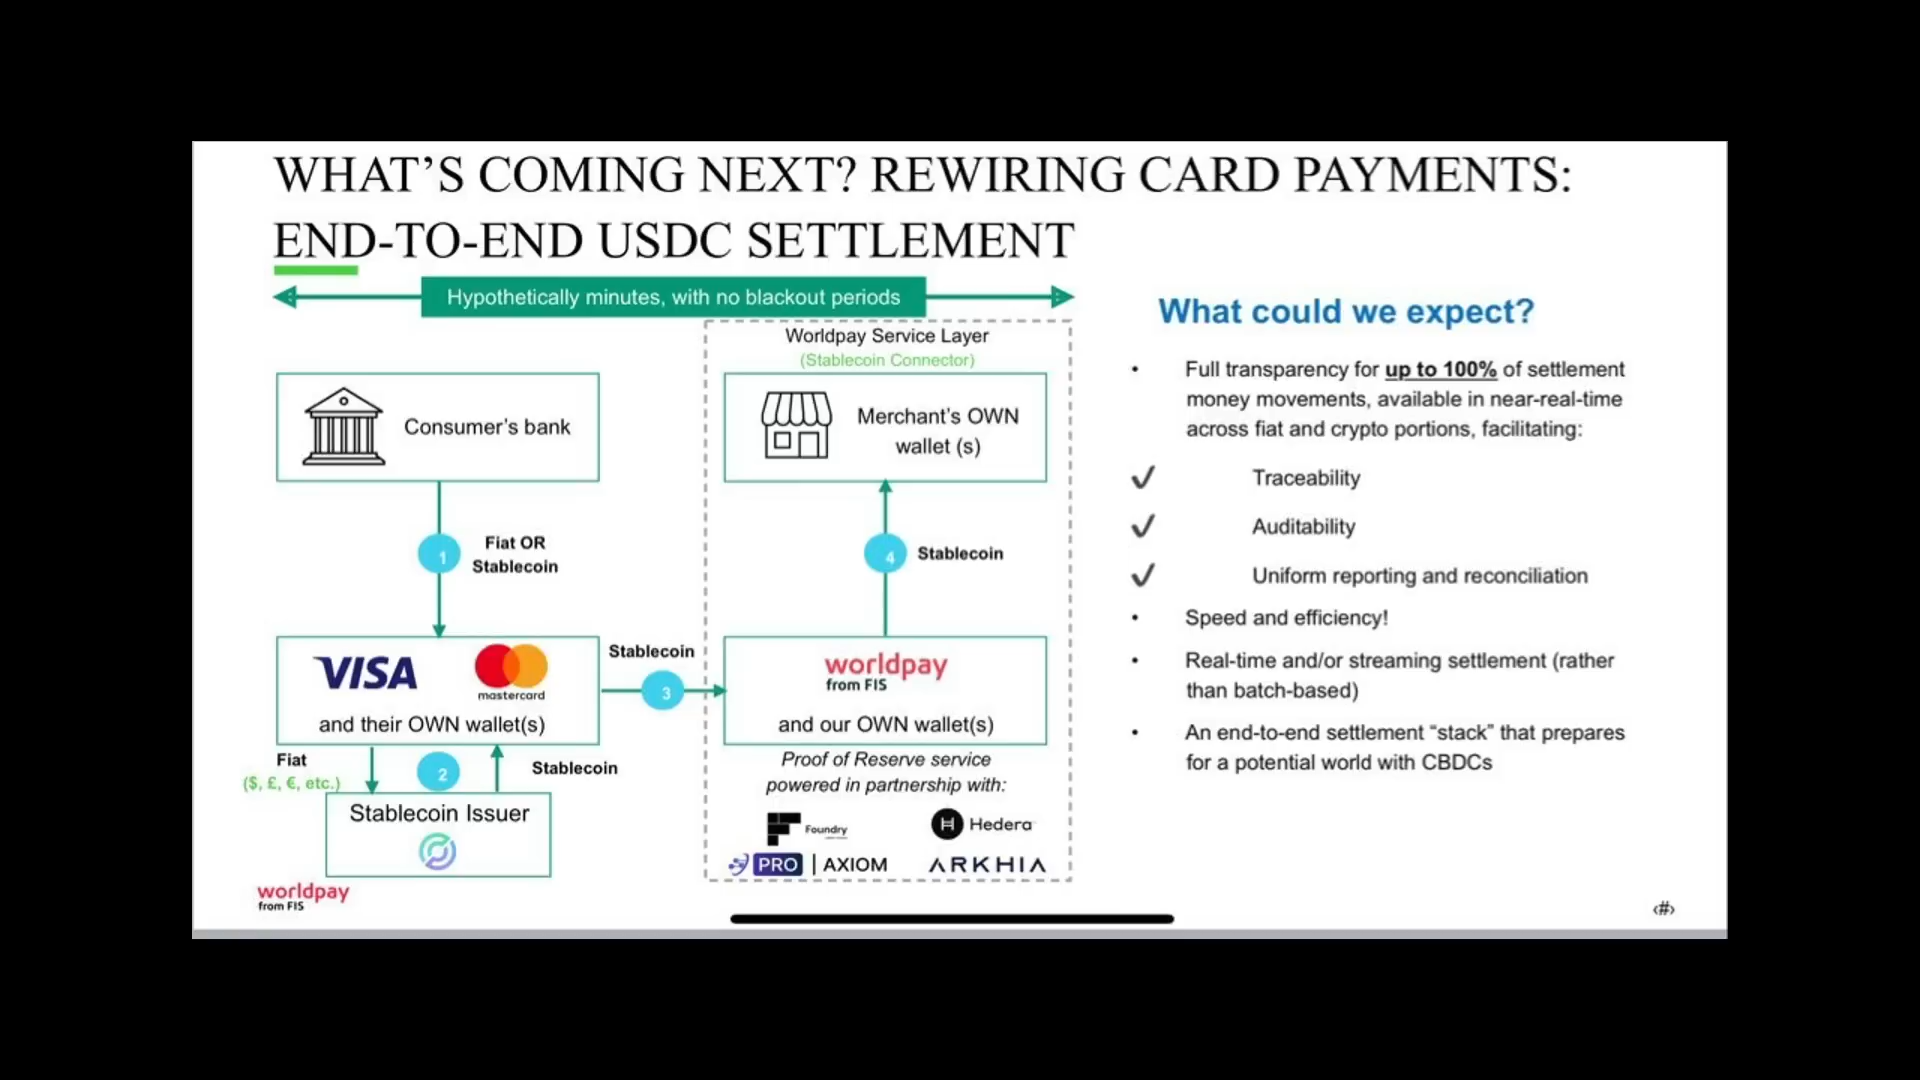 WHAT’S COMING NEXT? REWIRING CARD PAYMENTS:
END-TO-END USDC SETTLEMENT
Hypothetically minutes, with no blackout periods
Worldpay Service Layer
(Stablecoin Connector)
Consumer’s bank
Merchant’s OWN
wallet (s)
1
Fiat OR
Stablecoin
4
Stablecoin
VISA
mastercard
and their OWN wallet(s)
Stablecoin
3
worldpay
from FIS
and our OWN wallet(s)
Fiat
($, £, €, etc.)
2
Stablecoin
Stablecoin Issuer
Proof of Reserve service
powered in partnership with:
Foundry
Hedera
PRO | AXIOM
ARKHIA
worldpay
from FIS
What could we expect?
• Full transparency for up to 100% of settlement
money movements, available in near-real-time
across fiat and crypto portions, facilitating:
✓ Traceability
✓ Auditability
✓ Uniform reporting and reconciliation
• Speed and efficiency!
• Real-time and/or streaming settlement (rather
than batch-based)
• An end-to-end settlement “stack” that prepares
for a potential world with CBDCs
‹#›